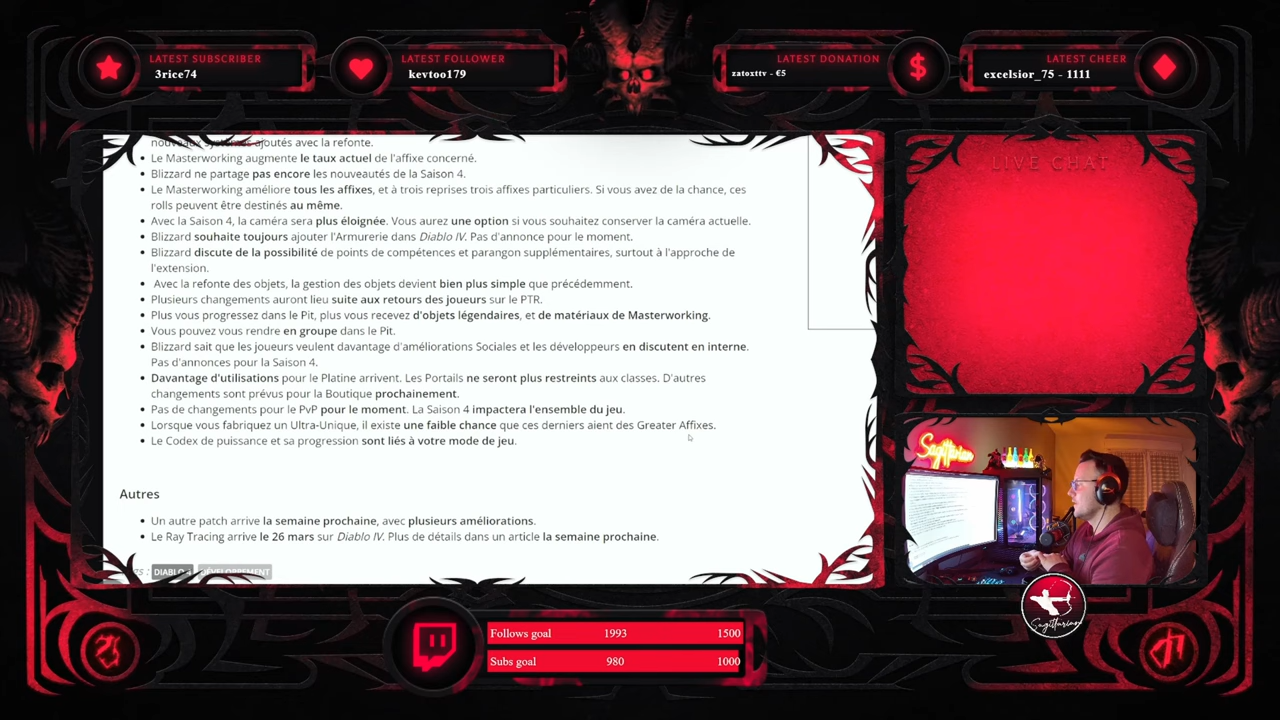 LATEST SUBSCRIBER
3rice74
LATEST FOLLOWER
kevtoo179
LATEST DONATION
zatoxttv - €5
LATEST CHEER
excelsior_75 - 1111
nouveaux systèmes ajoutés avec la refonte.
Le Masterworking augmente le taux actuel de l'affixe concerné.
Blizzard ne partage pas encore les nouveautés de la Saison 4.
Le Masterworking améliore tous les affixes, et à trois reprises trois affixes particuliers. Si vous avez de la chance, ces
rolls peuvent être destinés au même.
Avec la Saison 4, la caméra sera plus éloignée. Vous aurez une option si vous souhaitez conserver la caméra actuelle.
Blizzard souhaite toujours ajouter l'Armurerie dans Diablo IV. Pas d'annonce pour le moment.
Blizzard discute de la possibilité de points de compétences et parangon supplémentaires, surtout à l'approche de
l'extension.
Avec la refonte des objets, la gestion des objets devient bien plus simple que précédemment.
Plusieurs changements auront lieu suite aux retours des joueurs sur le PTR.
Plus vous progressez dans le Pit, plus vous recevez d'objets légendaires, et de matériaux de Masterworking.
Vous pouvez vous rendre en groupe dans le Pit.
Blizzard sait que les joueurs veulent davantage d'améliorations Sociales et les développeurs en discutent en interne.
Pas d'annonces pour la Saison 4.
Davantage d'utilisations pour le Platine arrivent. Les Portails ne seront plus restreints aux classes. D'autres
changements sont prévus pour la Boutique prochainement.
Pas de changements pour le PvP pour le moment. La Saison 4 impactera l'ensemble du jeu.
Lorsque vous fabriquez un Ultra-Unique, il existe une faible chance que ces derniers aient des Greater Affixes.
Le Codex de puissance et sa progression sont liés à votre mode de jeu.
Autres
Un autre patch arrive la semaine prochaine, avec plusieurs améliorations.
Le Ray Tracing arrive le 26 mars sur Diablo IV. Plus de détails dans un article la semaine prochaine.
DÉVELOPPEMENT
LIVE CHAT
Sagittarian
Sagittarian
Follows goal 1993 1500
Subs goal 980 1000